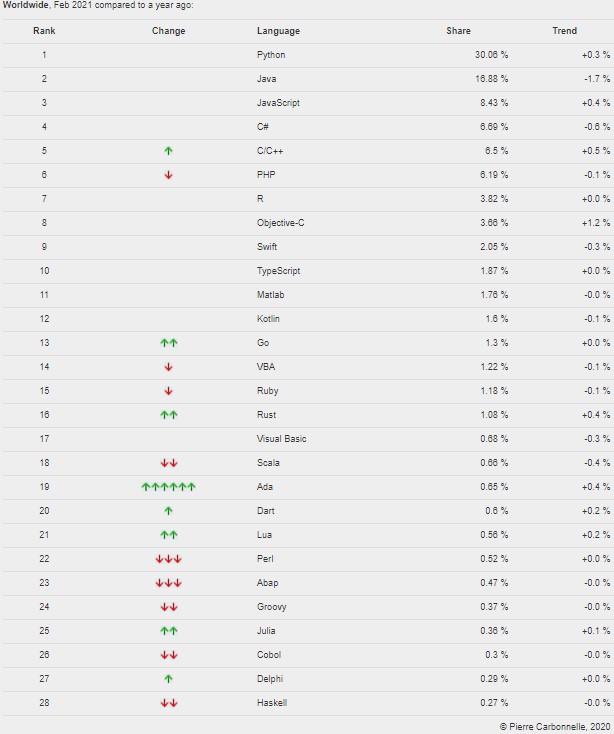 Worldwide, Feb 2021 compared to a year ago:
Rank Change Language Share Trend
1 Python 30.06 % +0.3 %
2 Java 16.88 % -1.7 %
3 JavaScript 8.43 % +0.4 %
4 C# 6.69 % -0.6 %
5 ↑ C/C++ 6.5 % +0.5 %
6 ↓ PHP 6.19 % -0.1 %
7 R 3.82 % +0.0 %
8 Objective-C 3.66 % +1.2 %
9 Swift 2.05 % -0.3 %
10 TypeScript 1.87 % +0.0 %
11 Matlab 1.76 % -0.0 %
12 Kotlin 1.6 % -0.1 %
13 ↑↑ Go 1.3 % +0.0 %
14 ↓ VBA 1.22 % -0.1 %
15 ↓ Ruby 1.18 % -0.1 %
16 ↑↑ Rust 1.08 % +0.4 %
17 Visual Basic 0.68 % -0.3 %
18 ↓↓ Scala 0.66 % -0.4 %
19 ↑↑↑↑↑↑ Ada 0.65 % +0.4 %
20 ↑ Dart 0.6 % +0.2 %
21 ↑↑ Lua 0.56 % +0.2 %
22 ↓↓↓ Perl 0.52 % +0.0 %
23 ↓↓↓ Abap 0.47 % -0.0 %
24 ↓↓ Groovy 0.37 % -0.0 %
25 ↑↑ Julia 0.36 % +0.1 %
26 ↓↓ Cobol 0.3 % -0.0 %
27 ↑ Delphi 0.29 % +0.0 %
28 ↓↓ Haskell 0.27 % -0.0 %
© Pierre Carbonnelle, 2020